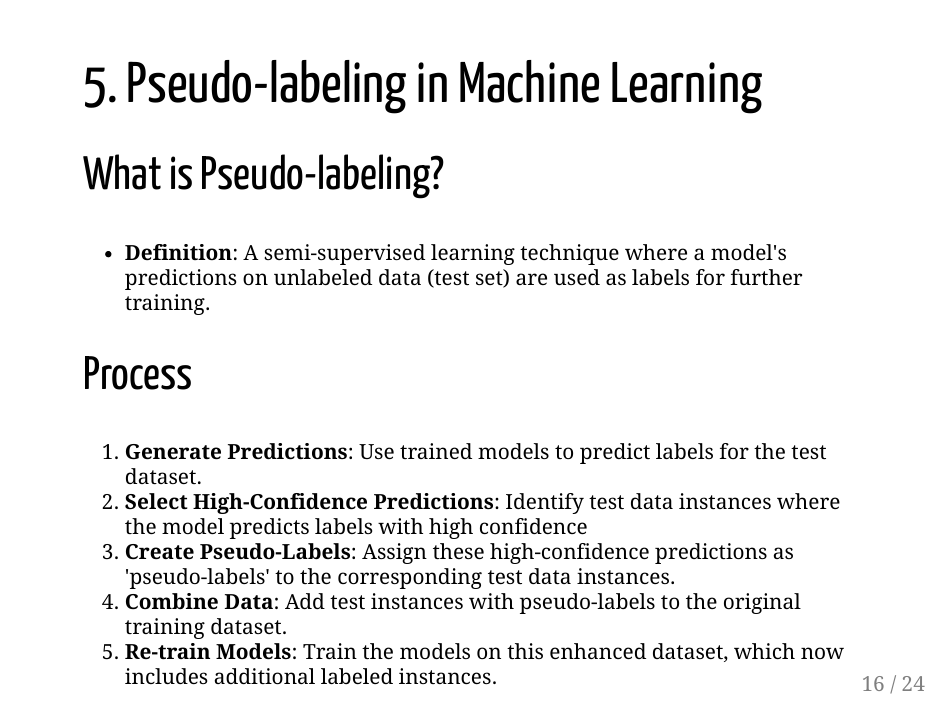 5. Pseudo-labeling in Machine Learning
What is Pseudo-labeling?
• Definition: A semi-supervised learning technique where a model's
predictions on unlabeled data (test set) are used as labels for further
training.
Process
1. Generate Predictions: Use trained models to predict labels for the test
dataset.
2. Select High-Confidence Predictions: Identify test data instances where
the model predicts labels with high confidence
3. Create Pseudo-Labels: Assign these high-confidence predictions as
'pseudo-labels' to the corresponding test data instances.
4. Combine Data: Add test instances with pseudo-labels to the original
training dataset.
5. Re-train Models: Train the models on this enhanced dataset, which now
includes additional labeled instances.
16 / 24